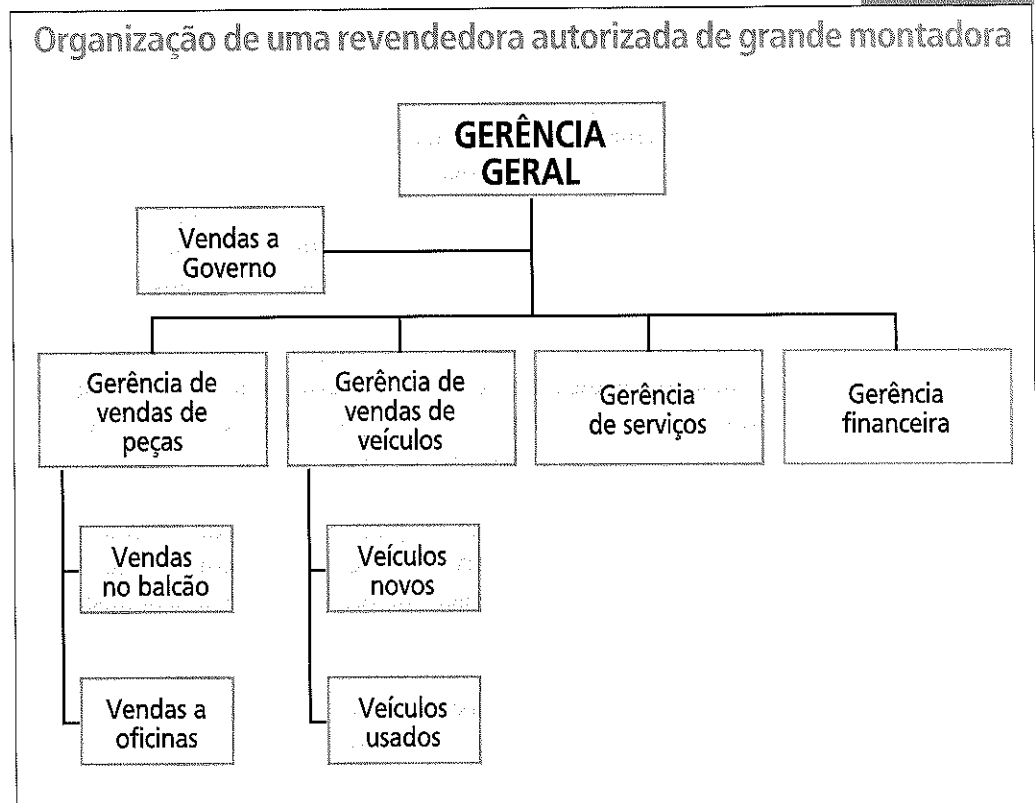 Organização de uma revendedora autorizada de grande montadora
GERÊNCIA
GERAL
Vendas a
Governo
Gerência de
vendas de
peças
Gerência de
vendas de
veículos
Gerência
de serviços
Gerência
financeira
Vendas
no balcão
Veículos
novos
Vendas a
oficinas
Veículos
usados